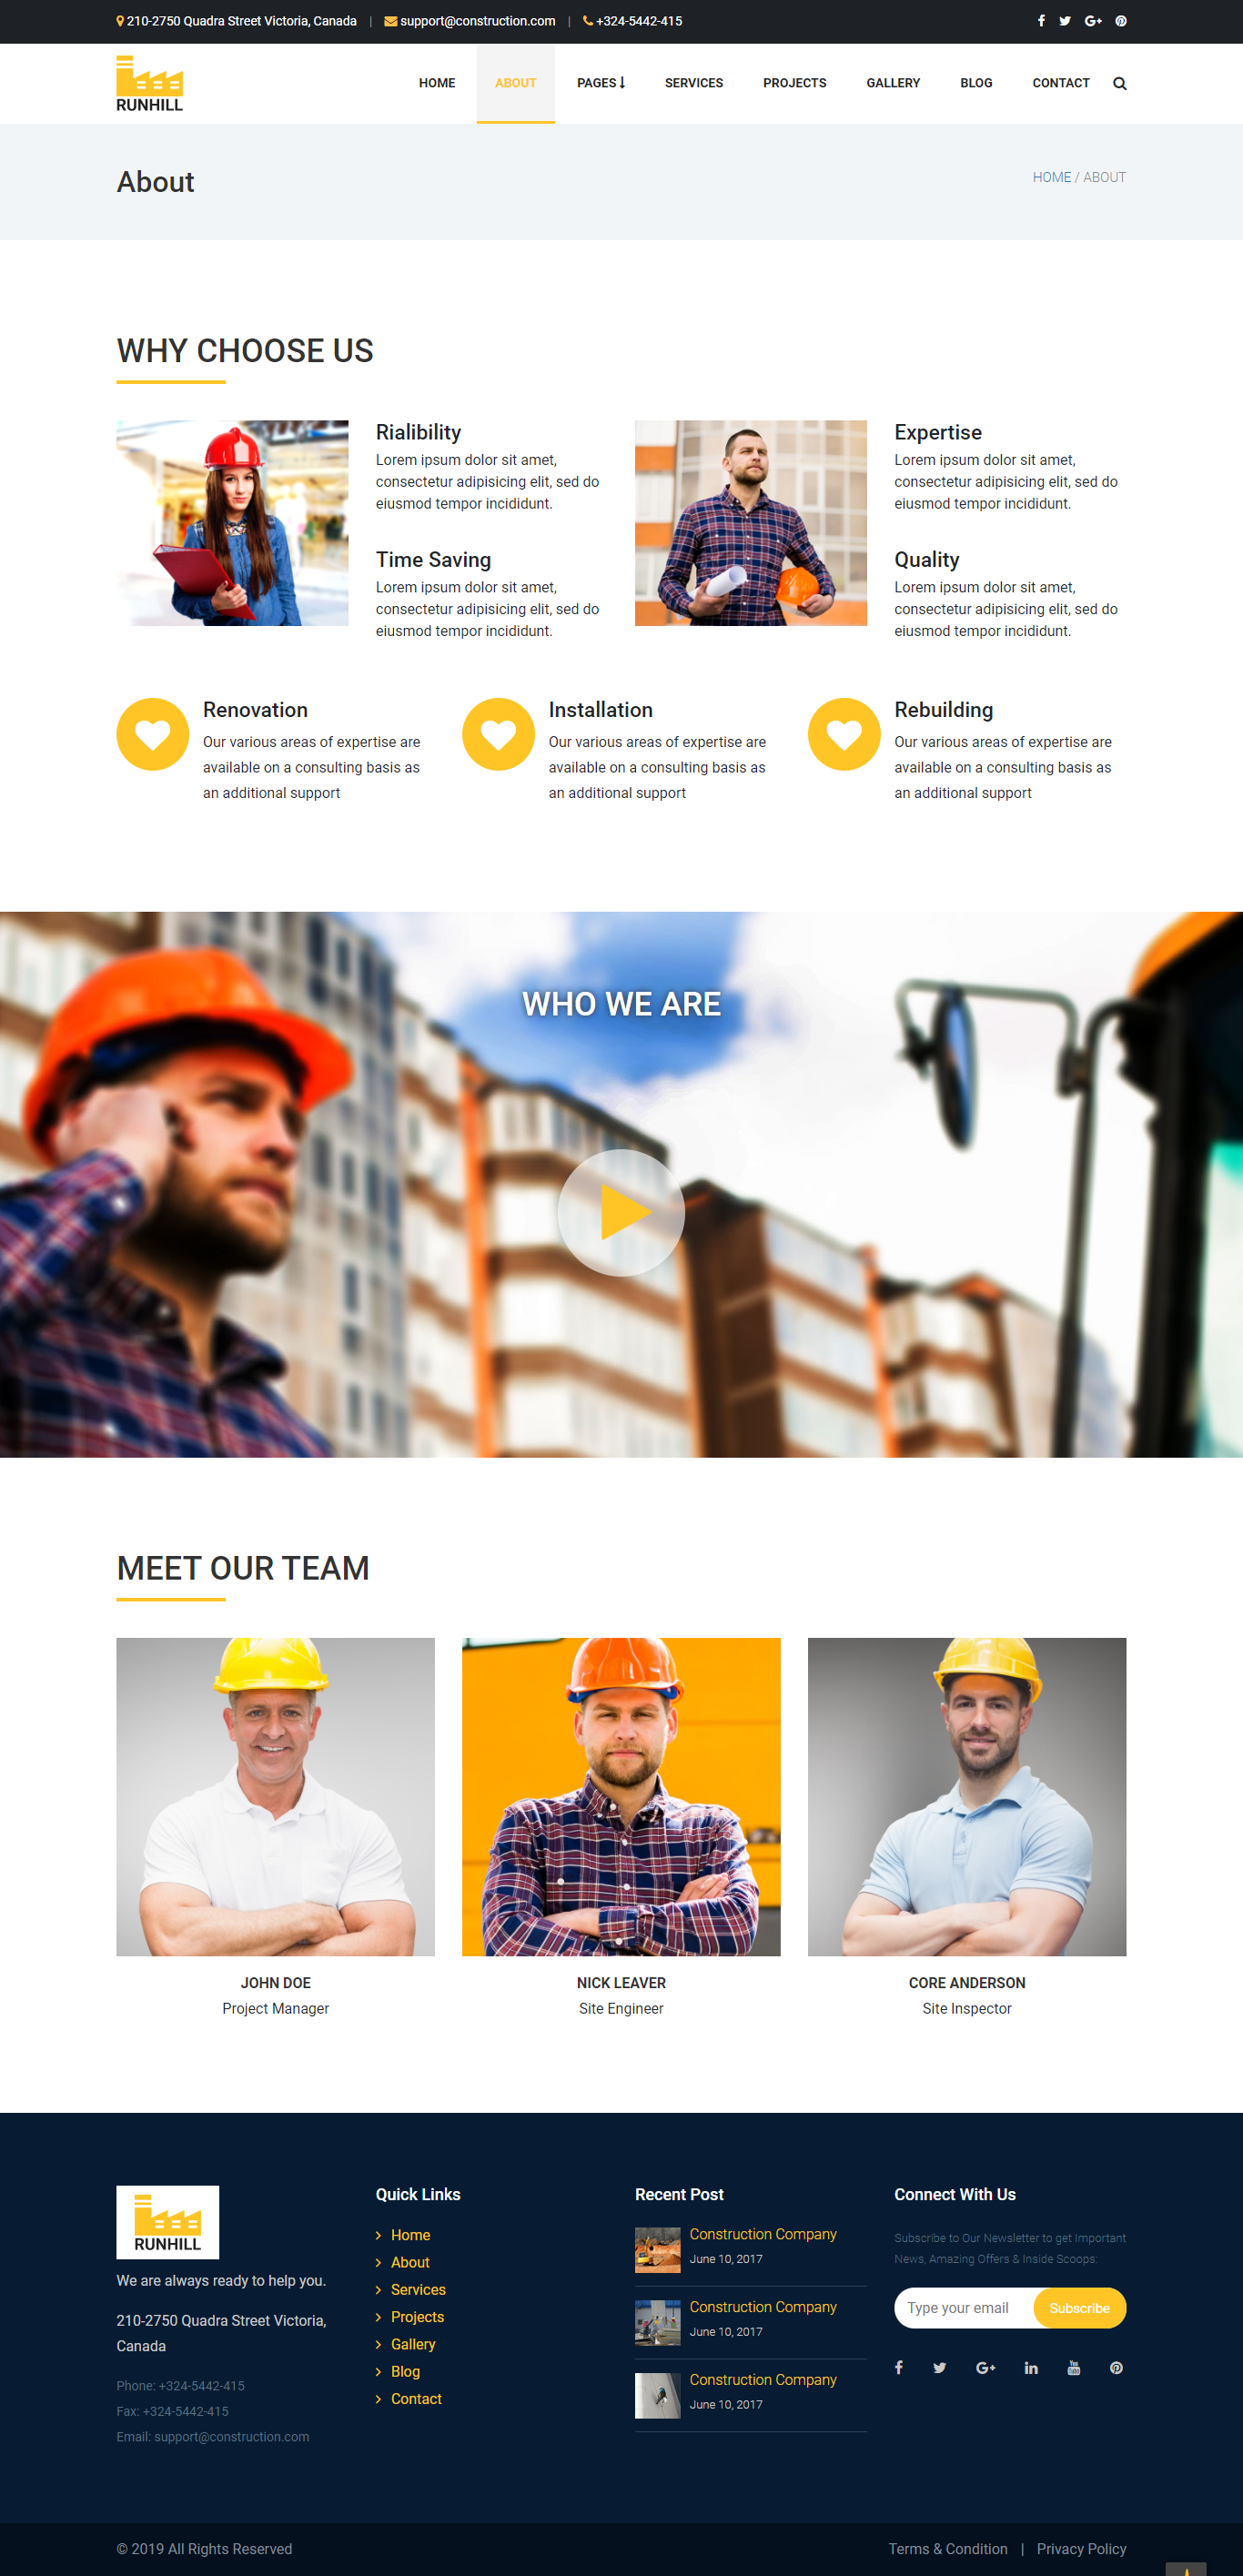 210-2750 Quadra Street Victoria, Canada | support@construction.com | +324-5442-415
RUNHILL
HOME ABOUT PAGES SERVICES PROJECTS GALLERY BLOG CONTACT
About
HOME / ABOUT
WHY CHOOSE US
Rialibility
Lorem ipsum dolor sit amet,
consectetur adipisicing elit, sed do
eiusmod tempor incididunt.
Time Saving
Lorem ipsum dolor sit amet,
consectetur adipisicing elit, sed do
eiusmod tempor incididunt.
Expertise
Lorem ipsum dolor sit amet,
consectetur adipisicing elit, sed do
eiusmod tempor incididunt.
Quality
Lorem ipsum dolor sit amet,
consectetur adipisicing elit, sed do
eiusmod tempor incididunt.
Renovation
Our various areas of expertise are
available on a consulting basis as
an additional support
Installation
Our various areas of expertise are
available on a consulting basis as
an additional support
Rebuilding
Our various areas of expertise are
available on a consulting basis as
an additional support
WHO WE ARE
MEET OUR TEAM
JOHN DOE
Project Manager
NICK LEAVER
Site Engineer
CORE ANDERSON
Site Inspector
RUNHILL
We are always ready to help you.
210-2750 Quadra Street Victoria,
Canada
Phone: +324-5442-415
Fax: +324-5442-415
Email: support@construction.com
Quick Links
Home
About
Services
Projects
Gallery
Blog
Contact
Recent Post
Construction Company
June 10, 2017
Construction Company
June 10, 2017
Construction Company
June 10, 2017
Connect With Us
Subscribe to Our Newsletter to get Important
News, Amazing Offers & Inside Scoops:
Type your email
Subscribe
© 2019 All Rights Reserved
Terms & Condition | Privacy Policy